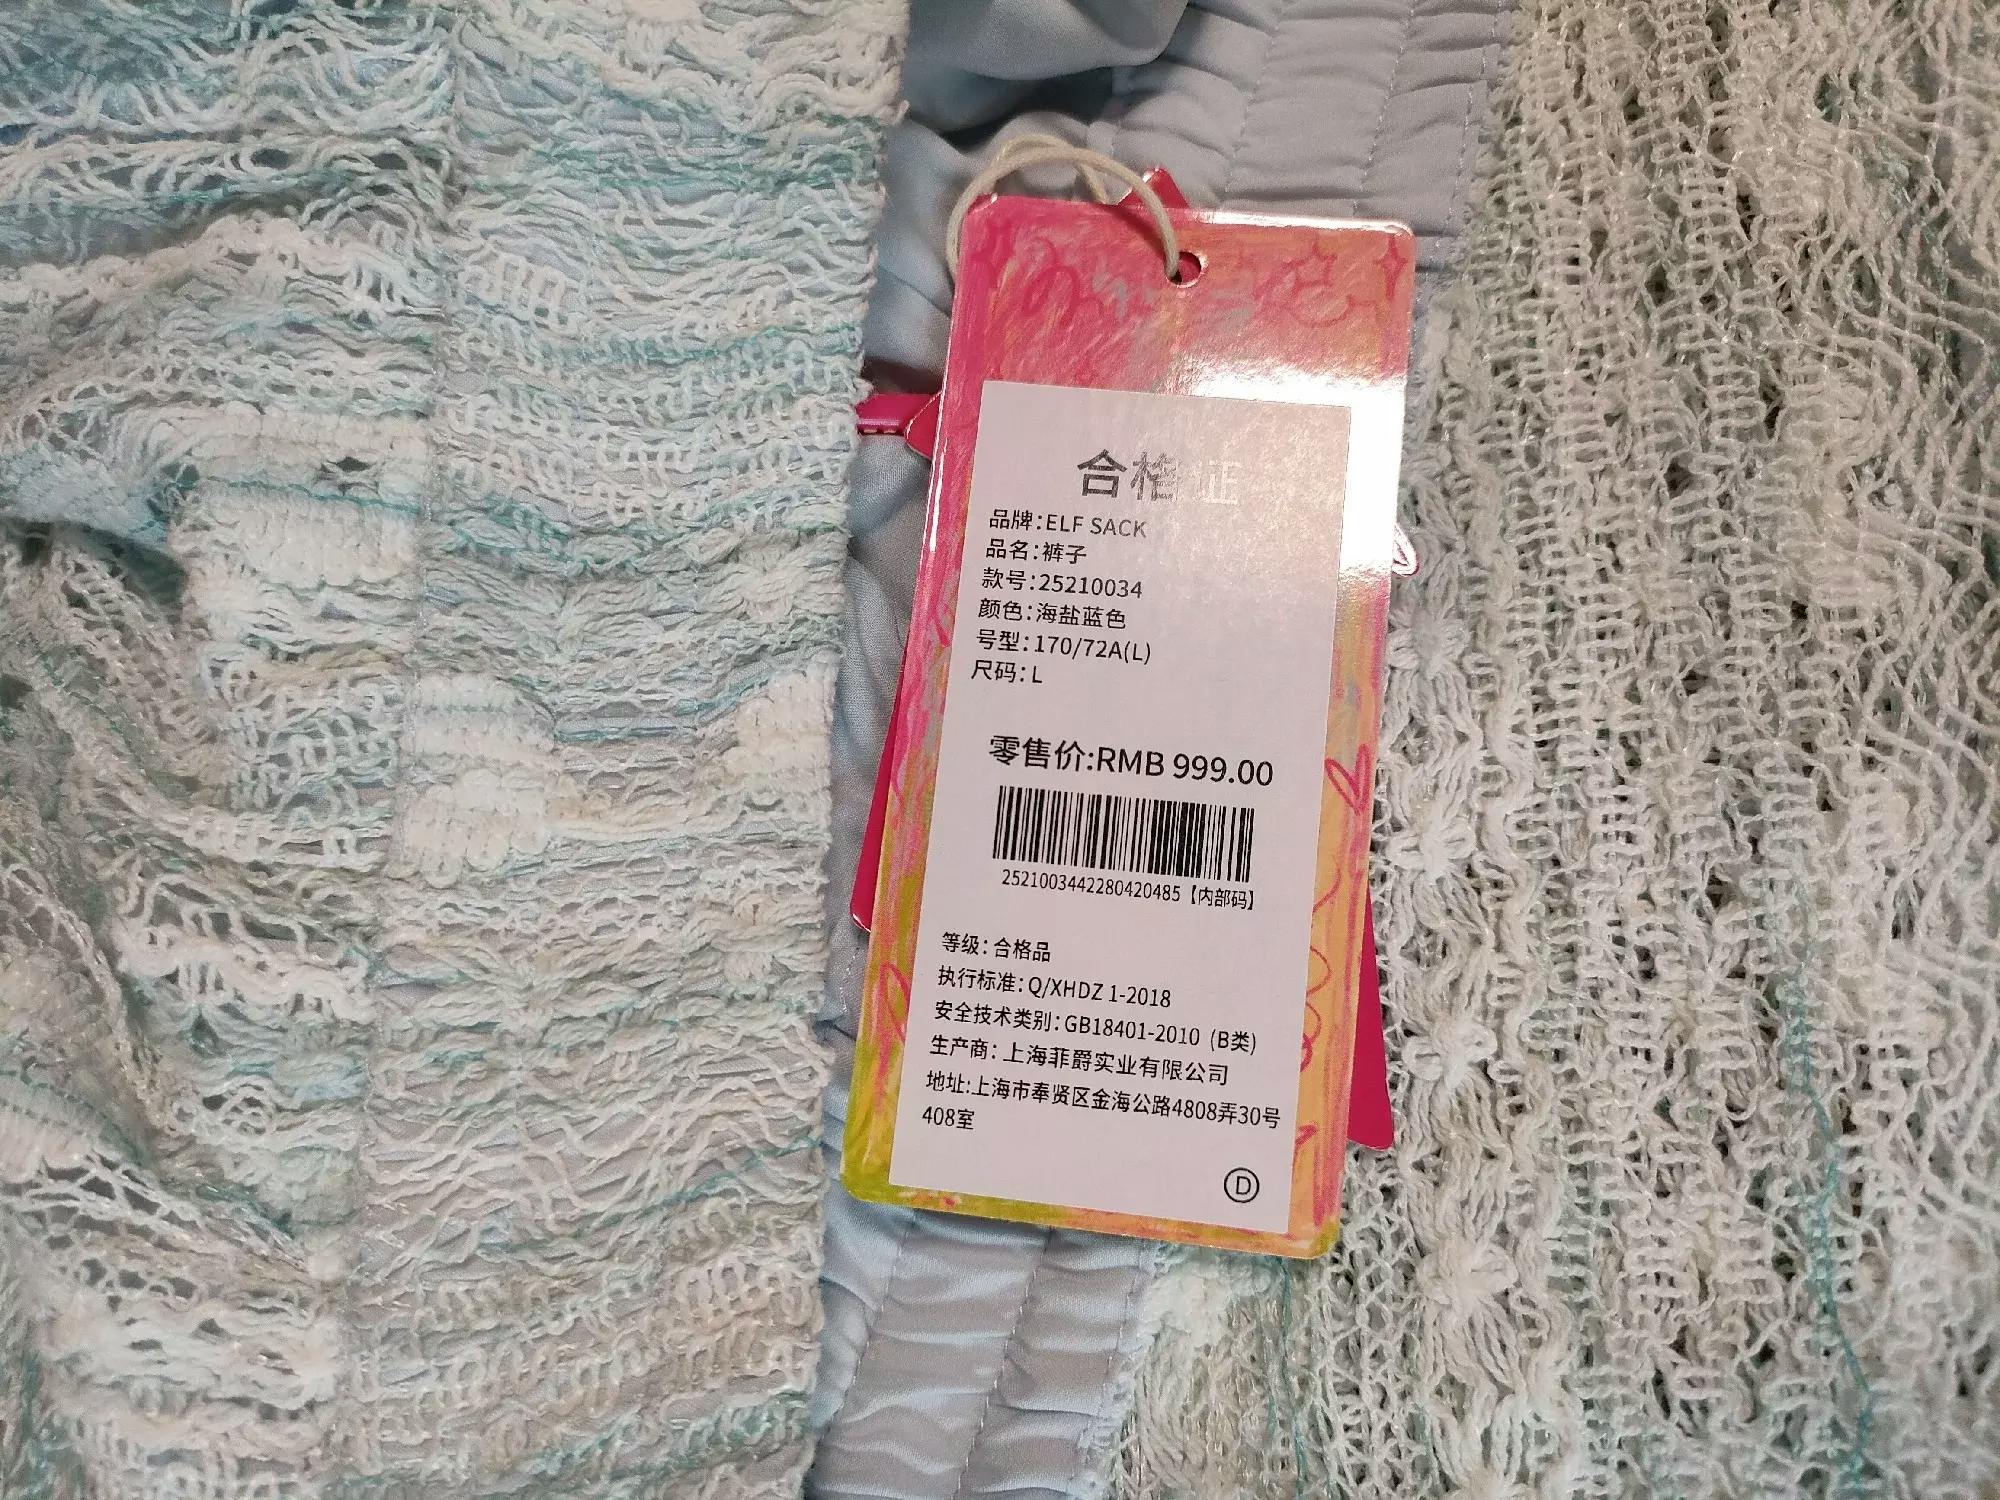 合格证
品牌:ELF SACK
品名:裤子
款号:25210034
颜色:海盐蓝色
号型:170/72A(L)
尺码:L
零售价:RMB 999.00
2521003442280420485【内部码】
等级:合格品
执行标准:Q/XHDZ 1-2018
安全技术类别:GB18401-2010 (B类)
生产商:上海菲爵实业有限公司
地址:上海市奉贤区金海公路4808弄30号
408室
D